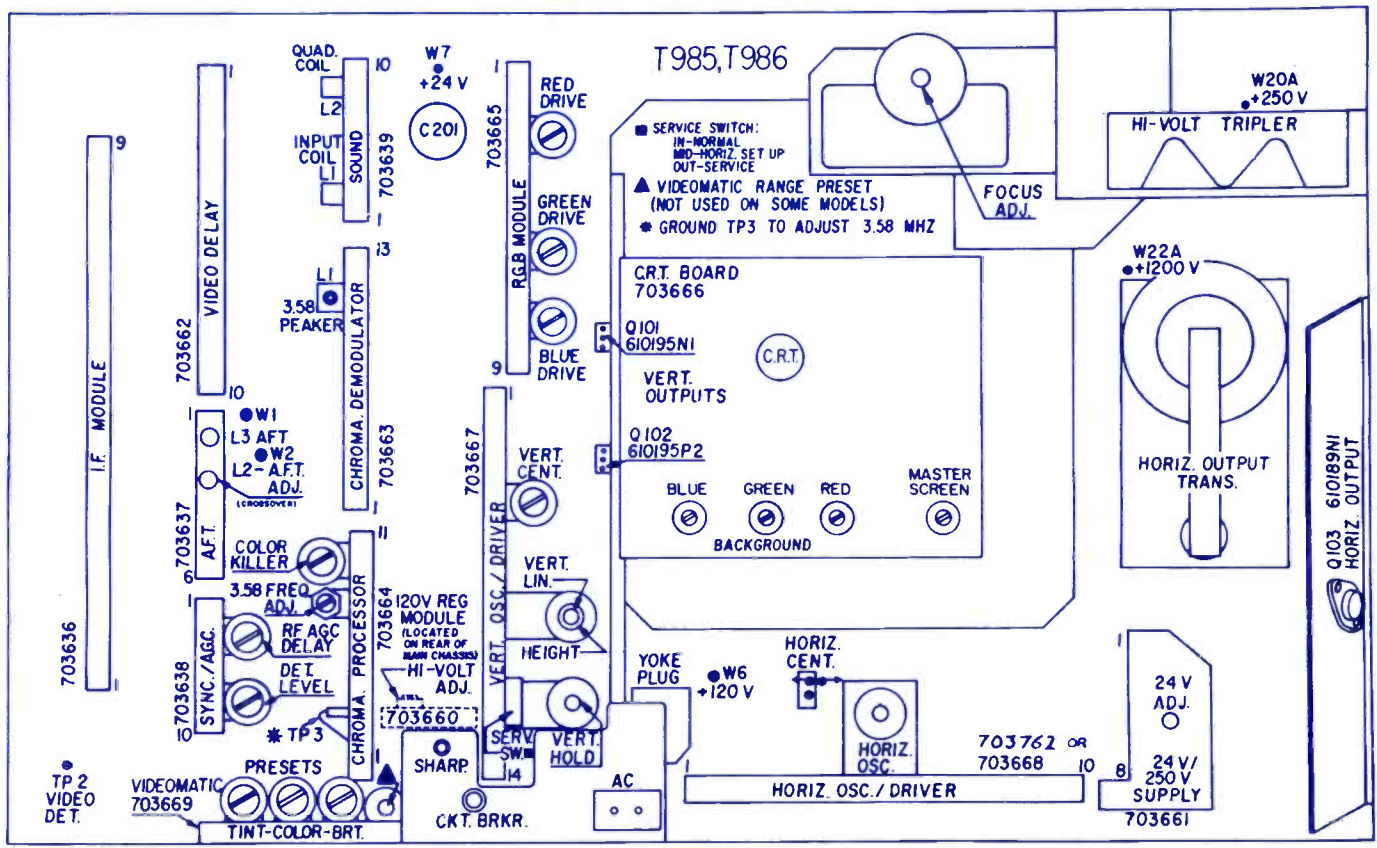 T985, T986
QUAD.
COIL
L2
INPUT
COIL
L1
SOUND
10
1
703639
W7
+24 V
C201
1
9
703665
R.G.B MODULE
RED
DRIVE
GREEN
DRIVE
BLUE
DRIVE
■ SERVICE SWITCH:
IN-NORMAL
MID-HORIZ. SET UP
OUT-SERVICE
▲ VIDEOMATIC RANGE PRESET
(NOT USED ON SOME MODELS)
✱ GROUND TP3 TO ADJUST 3.58 MHZ
FOCUS
ADJ.
W20A
+250 V
HI-VOLT TRIPLER
W22A
+1200 V
HORIZ. OUTPUT
TRANS.
Q103 610189N1
HORIZ. OUTPUT
9
I.F. MODULE
703636
1
1
VIDEO DELAY
703662
10
13
L1
3.58
PEAKER
CHROMA. DEMODULATOR
703663
1
C.R.T. BOARD
703666
C.R.T.
Q101
610195N1
VERT.
OUTPUTS
Q102
610195P2
BLUE
GREEN
RED
MASTER
SCREEN
BACKGROUND
1
W1
L3 AFT
W2
L2-A.F.T.
ADJ.
(CROSSOVER)
703637
A.F.T.
6
1
703667
VERT. OSC./DRIVER
VERT.
CENT.
VERT.
LIN.
HEIGHT
VERT.
HOLD
SERV.
SW. ■
14
COLOR
KILLER
3.58 FREQ
ADJ.
11
CHROMA. PROCESSOR
703664
1
1
RF AGC
DELAY
DET.
LEVEL
SYNC./AGC.
703638
10
✱ TP3
120V REG
MODULE
(LOCATED
ON REAR OF
MAIN CHASSIS)
HI-VOLT
ADJ.
703660
YOKE
PLUG
W6
+120 V
HORIZ.
CENT.
HORIZ.
OSC.
703762 OR
703668
1
10
HORIZ. OSC./DRIVER
1
24 V
ADJ.
8
24 V/
250 V
SUPPLY
703661
TP 2
VIDEO
DET.
VIDEOMATIC
703669
PRESETS
▲
TINT-COLOR-BRT.
SHARP.
CKT. BRKR.
AC